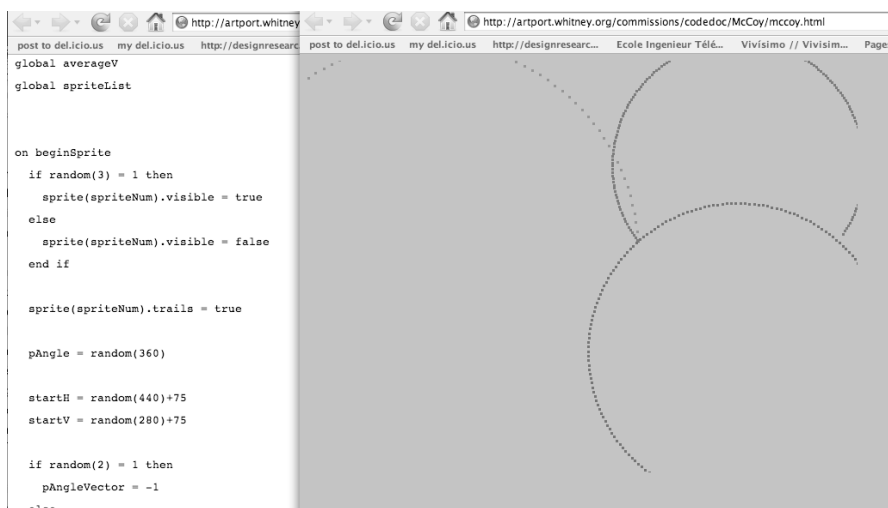 http://artport.whitney
post to del.icio.us my del.icio.us http://designresearc
global averageV
global spriteList
on beginSprite
if random(3) = 1 then
sprite(spriteNum).visible = true
else
sprite(spriteNum).visible = false
end if
sprite(spriteNum).trails = true
pAngle = random(360)
startH = random(440)+75
startV = random(280)+75
if random(2) = 1 then
pAngleVector = -1
else
http://artport.whitney.org/commissions/codedoc/McCoy/mccoy.html
post to del.icio.us my del.icio.us http://designresearc... Ecole Ingenieur Télé... Vivísimo // Vivisim... Page